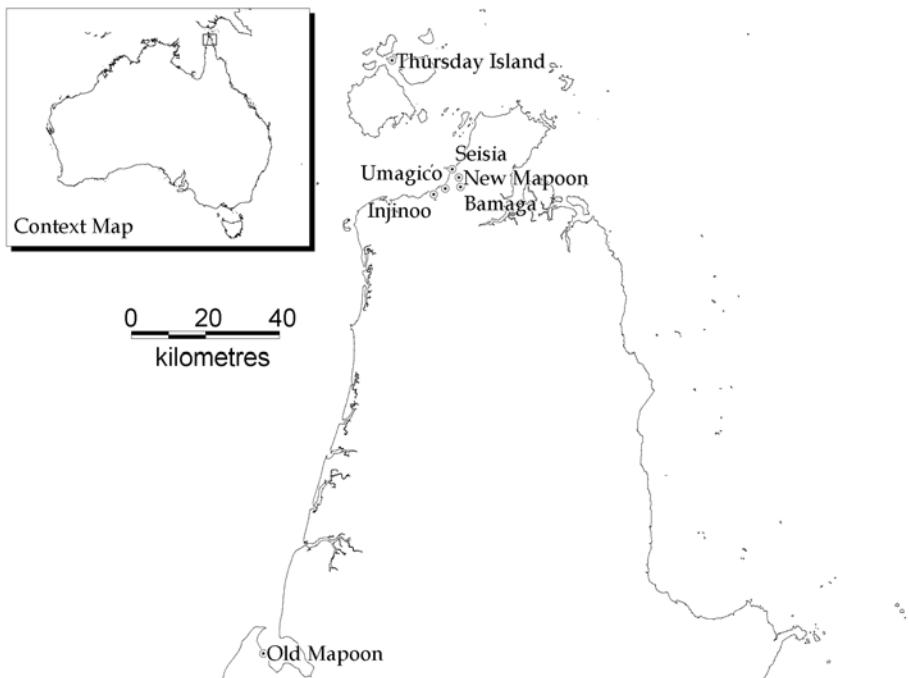 Context Map
Thursday Island
Seisia
Umagico
New Mapoon
Injinoo
Bamaga
0 20 40
kilometres
Old Mapoon